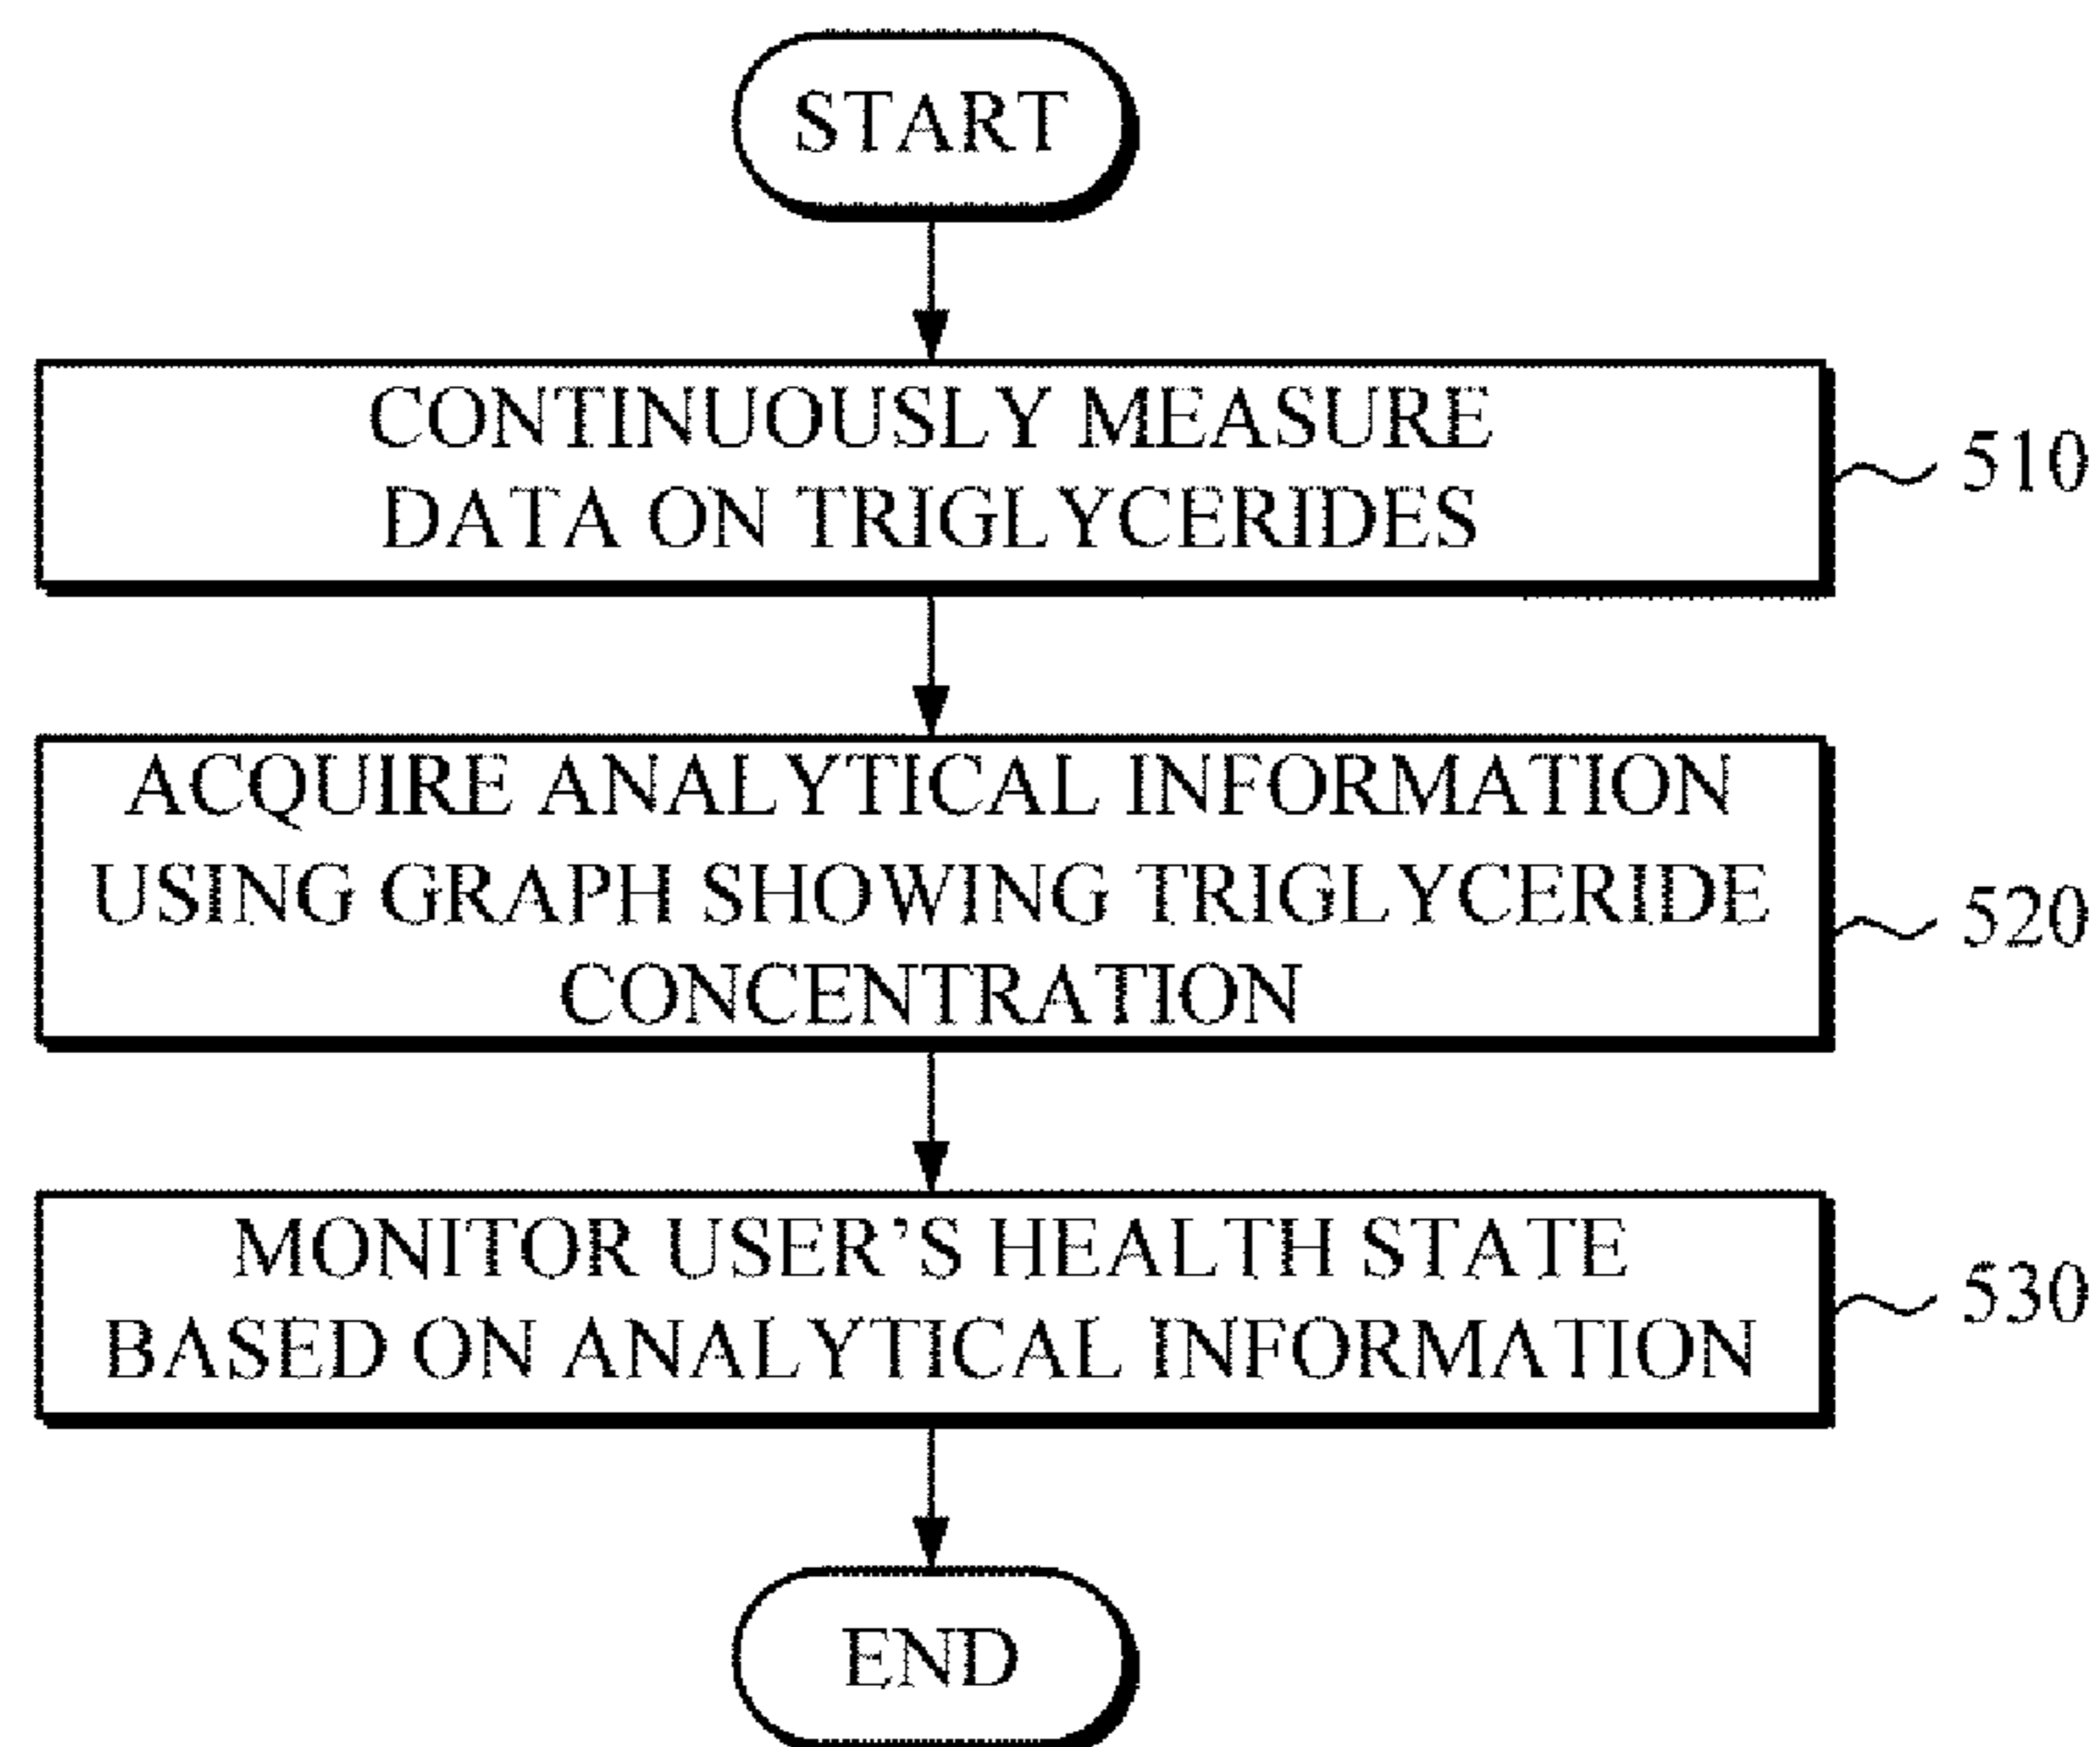 START
CONTINUOUSLY MEASURE
DATA ON TRIGLYCERIDES
510
ACQUIRE ANALYTICAL INFORMATION
USING GRAPH SHOWING TRIGLYCERIDE
CONCENTRATION
520
MONITOR USER'S HEALTH STATE
BASED ON ANALYTICAL INFORMATION
530
END